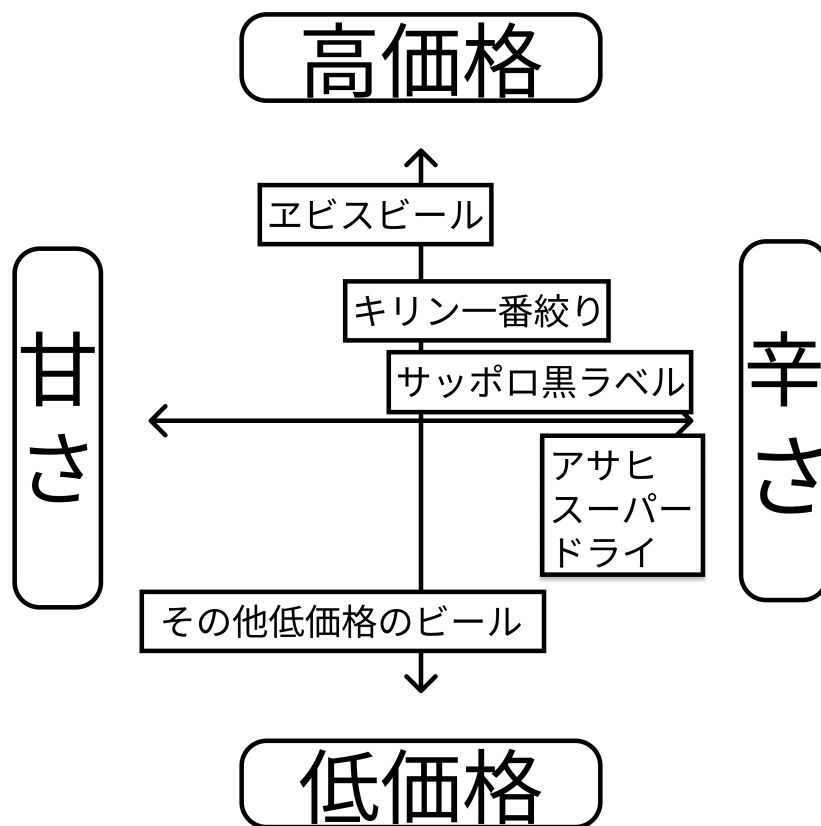 高価格
ヱビスビール
キリン一番絞り
サッポロ黒ラベル
甘さ
辛さ
アサヒ
スーパー
ドライ
その他低価格のビール
低価格